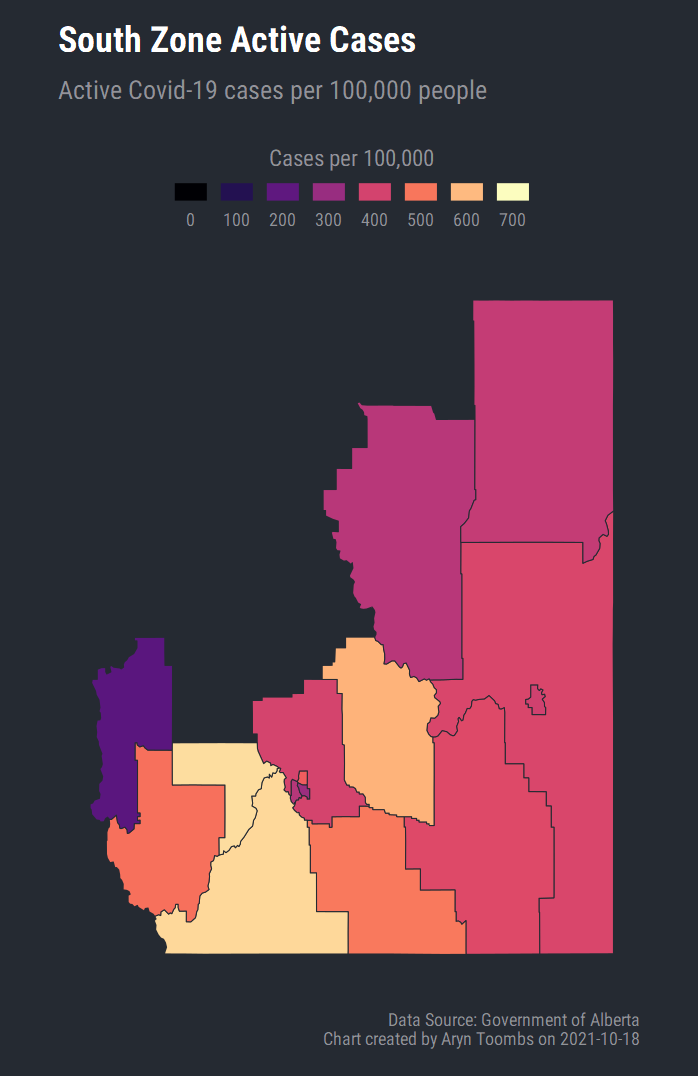 South Zone Active Cases
Active Covid-19 cases per 100,000 people
Cases per 100,000
0 100 200 300 400 500 600 700
Data Source: Government of Alberta
Chart created by Aryn Toombs on 2021-10-18